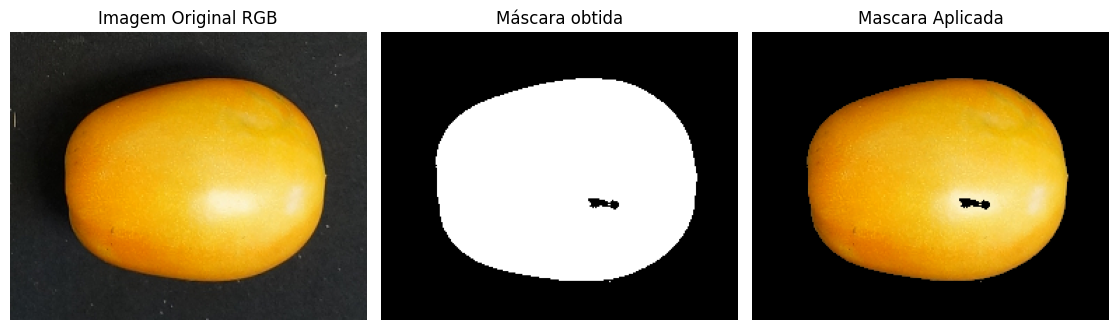 Imagem Original RGB
Máscara obtida
Mascara Aplicada